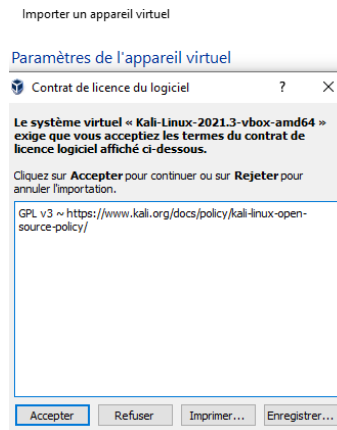 Importer un appareil virtuel
Paramètres de l'appareil virtuel
Contrat de licence du logiciel ? ×
Le système virtuel « Kali-Linux-2021.3-vbox-amd64 »
exige que vous acceptiez les termes du contrat de
licence logiciel affiché ci-dessous.
Cliquez sur Accepter pour continuer ou sur Rejeter pour
annuler l'importation.
GPL v3 ~ https://www.kali.org/docs/policy/kali-linux-open-
source-policy/
Accepter Refuser Imprimer... Enregistrer...